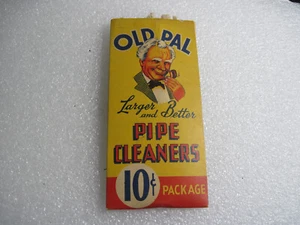 OLD PAL
Larger
and Better
PIPE
CLEANERS
10¢ PACKAGE